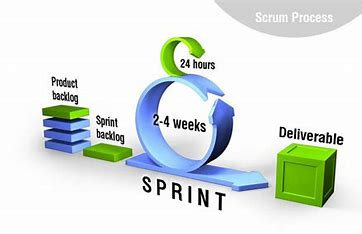 Scrum Process
24 hours
Product
backlog
Sprint
backlog
2-4 weeks
Deliverable
SPRINT